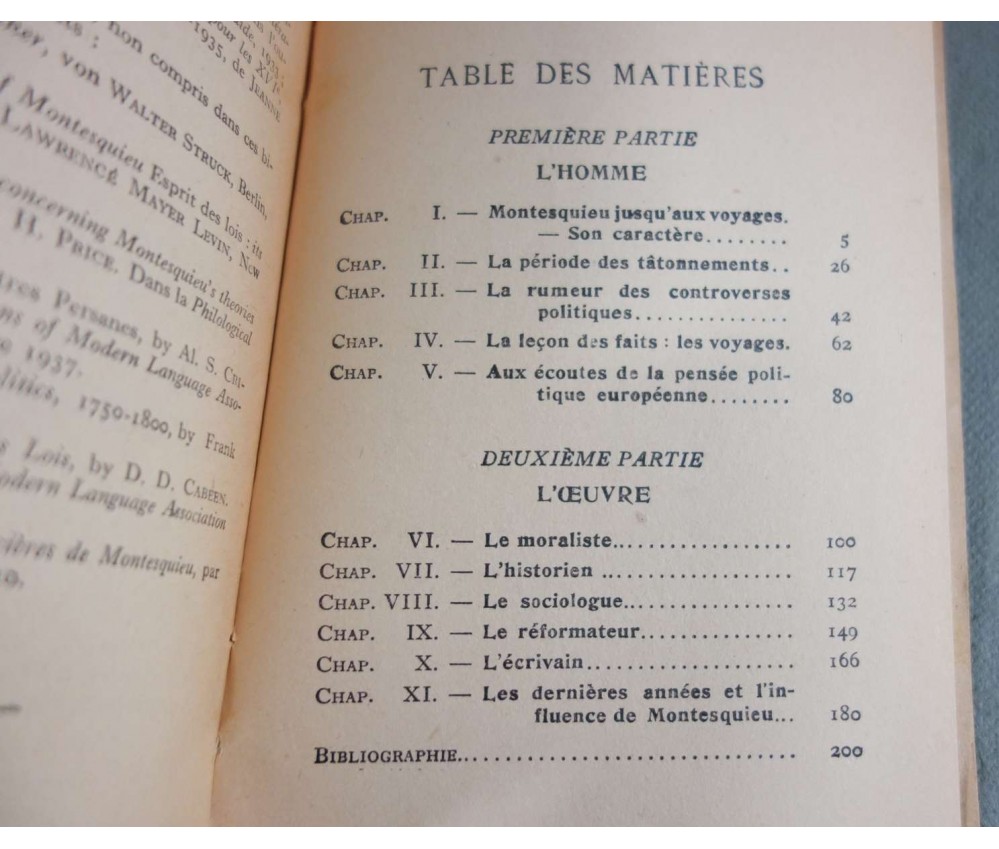 non compris dans ces bi-
von WALTER STRUCK, Berlin,
Montesquieu Esprit des lois : its
LAWRENCE MAYER LEVIN, New
concerning Montesquieu's theories
H. PRICE. Dans la Philological
Persanes, by AL. S. CRI-
of Modern Language Asso-
1937.
1750-1800, by Frank
Lois, by D. D. CABEEN.
Modern Language Association
de Montesquieu, par
TABLE DES MATIÈRES
PREMIÈRE PARTIE
L'HOMME
CHAP. I. — Montesquieu jusqu'aux voyages.
— Son caractère........ 5
CHAP. II. — La période des tâtonnements.. 26
CHAP. III. — La rumeur des controverses
politiques............... 42
CHAP. IV. — La leçon des faits : les voyages. 62
CHAP. V. — Aux écoutes de la pensée poli-
tique européenne........ 80
DEUXIÈME PARTIE
L'ŒUVRE
CHAP. VI. — Le moraliste.................. 100
CHAP. VII. — L'historien .................. 117
CHAP. VIII. — Le sociologue................. 132
CHAP. IX. — Le réformateur............... 149
CHAP. X. — L'écrivain.................... 166
CHAP. XI. — Les dernières années et l'in-
fluence de Montesquieu... 180
BIBLIOGRAPHIE................................ 200